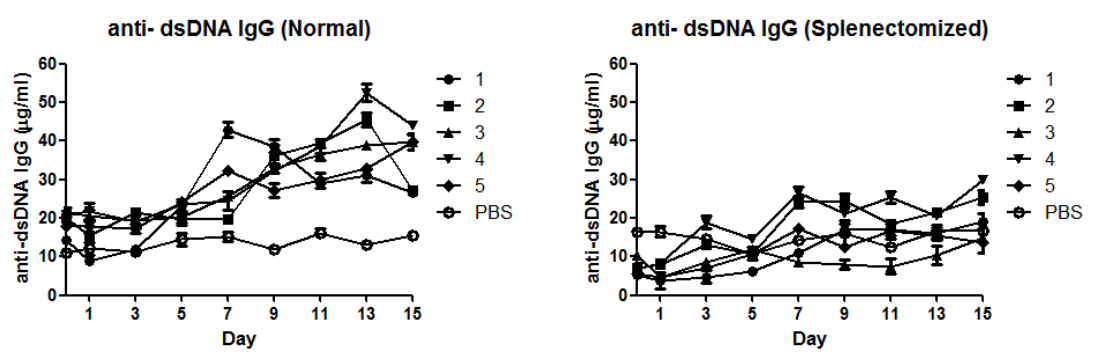 anti- dsDNA IgG (Normal)
anti-dsDNA IgG (µg/ml)
60
50
40
30
20
10
0
1 3 5 7 9 11 13 15
Day
1
2
3
4
5
PBS
anti- dsDNA IgG (Splenectomized)
anti-dsDNA IgG (µg/ml)
60
50
40
30
20
10
0
1 3 5 7 9 11 13 15
Day
1
2
3
4
5
PBS